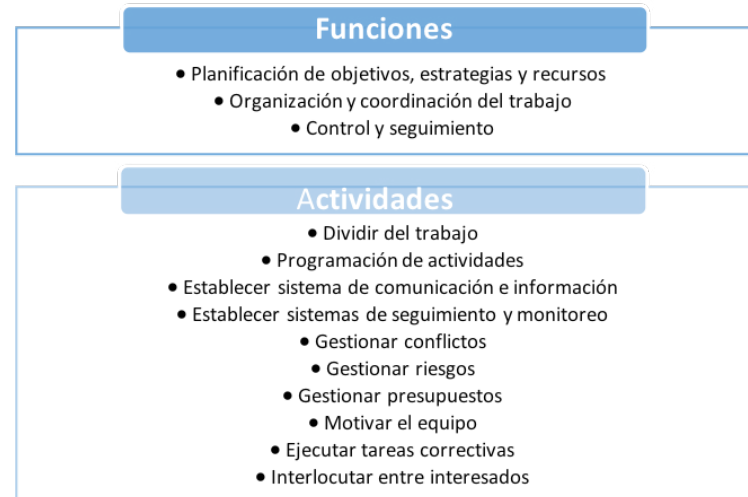 Funciones
• Planificación de objetivos, estrategias y recursos
• Organización y coordinación del trabajo
• Control y seguimiento
Actividades
• Dividir del trabajo
• Programación de actividades
• Establecer sistema de comunicación e información
• Establecer sistemas de seguimiento y monitoreo
• Gestionar conflictos
• Gestionar riesgos
• Gestionar presupuestos
• Motivar el equipo
• Ejecutar tareas correctivas
• Interlocutar entre interesados